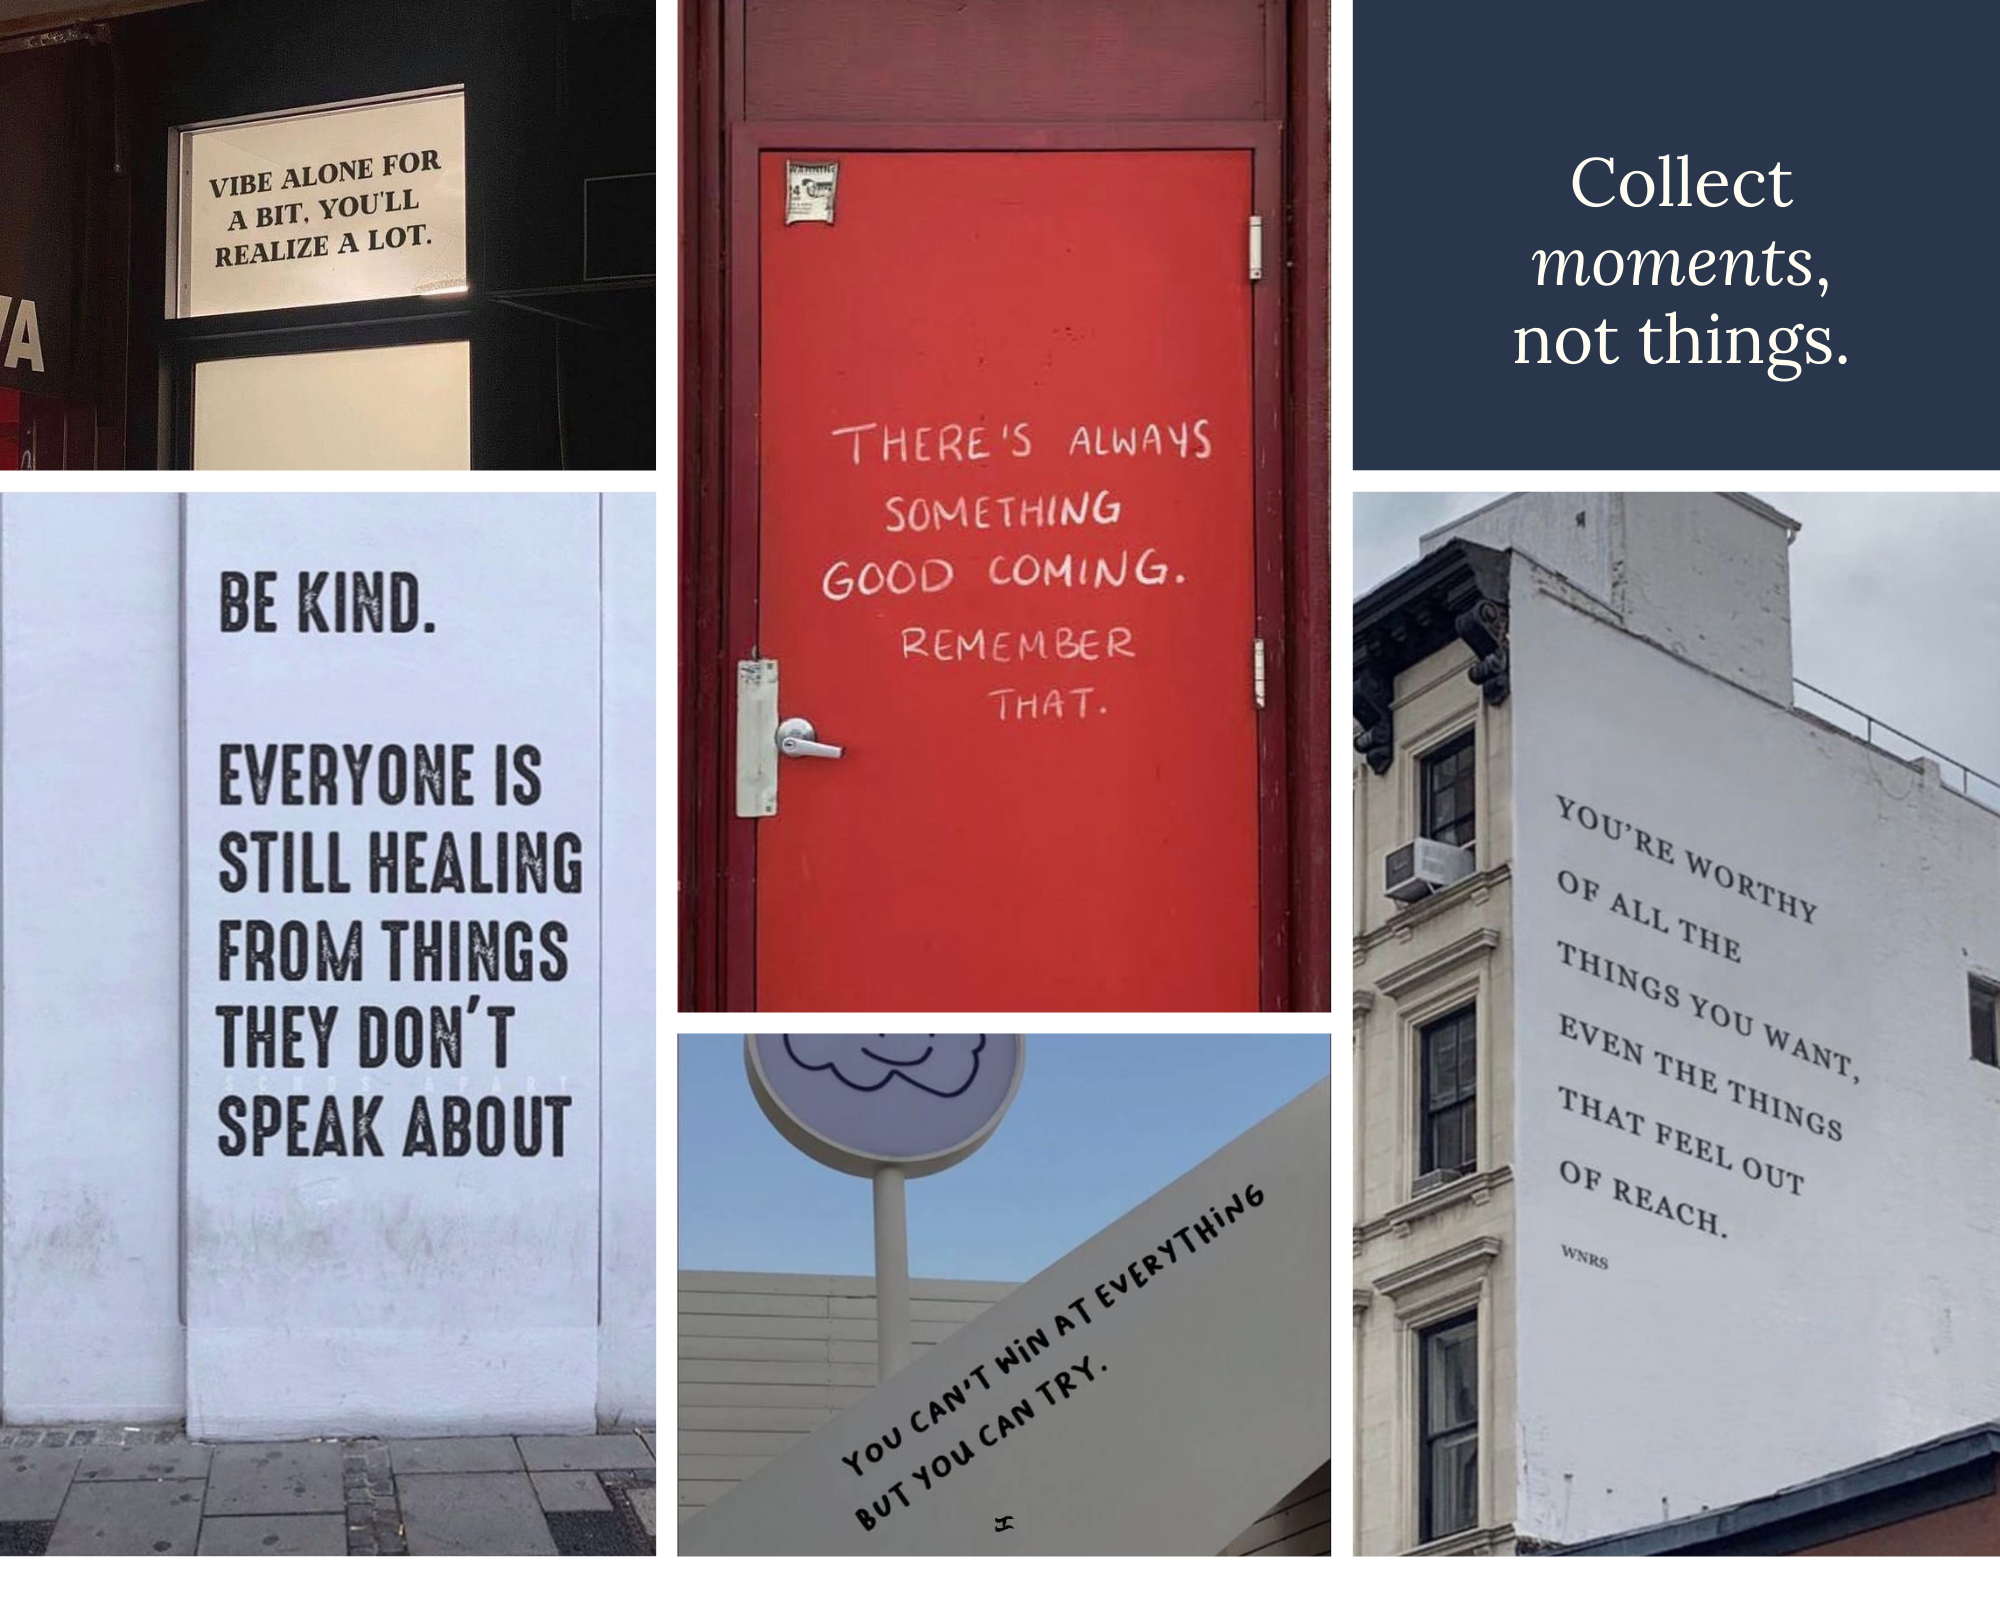 VIBE ALONE FOR
A BIT, YOU'LL
REALIZE A LOT.
YA
BE KIND.
EVERYONE IS
STILL HEALING
FROM THINGS
THEY DON'T
SPEAK ABOUT
WARNING
THERE'S ALWAYS
SOMETHING
GOOD COMING.
REMEMBER
THAT.
YOU CAN'T WiN AT EVERYTHiNG
BUT YOU CAN TRY.
Collect
moments,
not things.
YOU'RE WORTHY
OF ALL THE
THINGS YOU WANT,
EVEN THE THINGS
THAT FEEL OUT
OF REACH.
WNRS